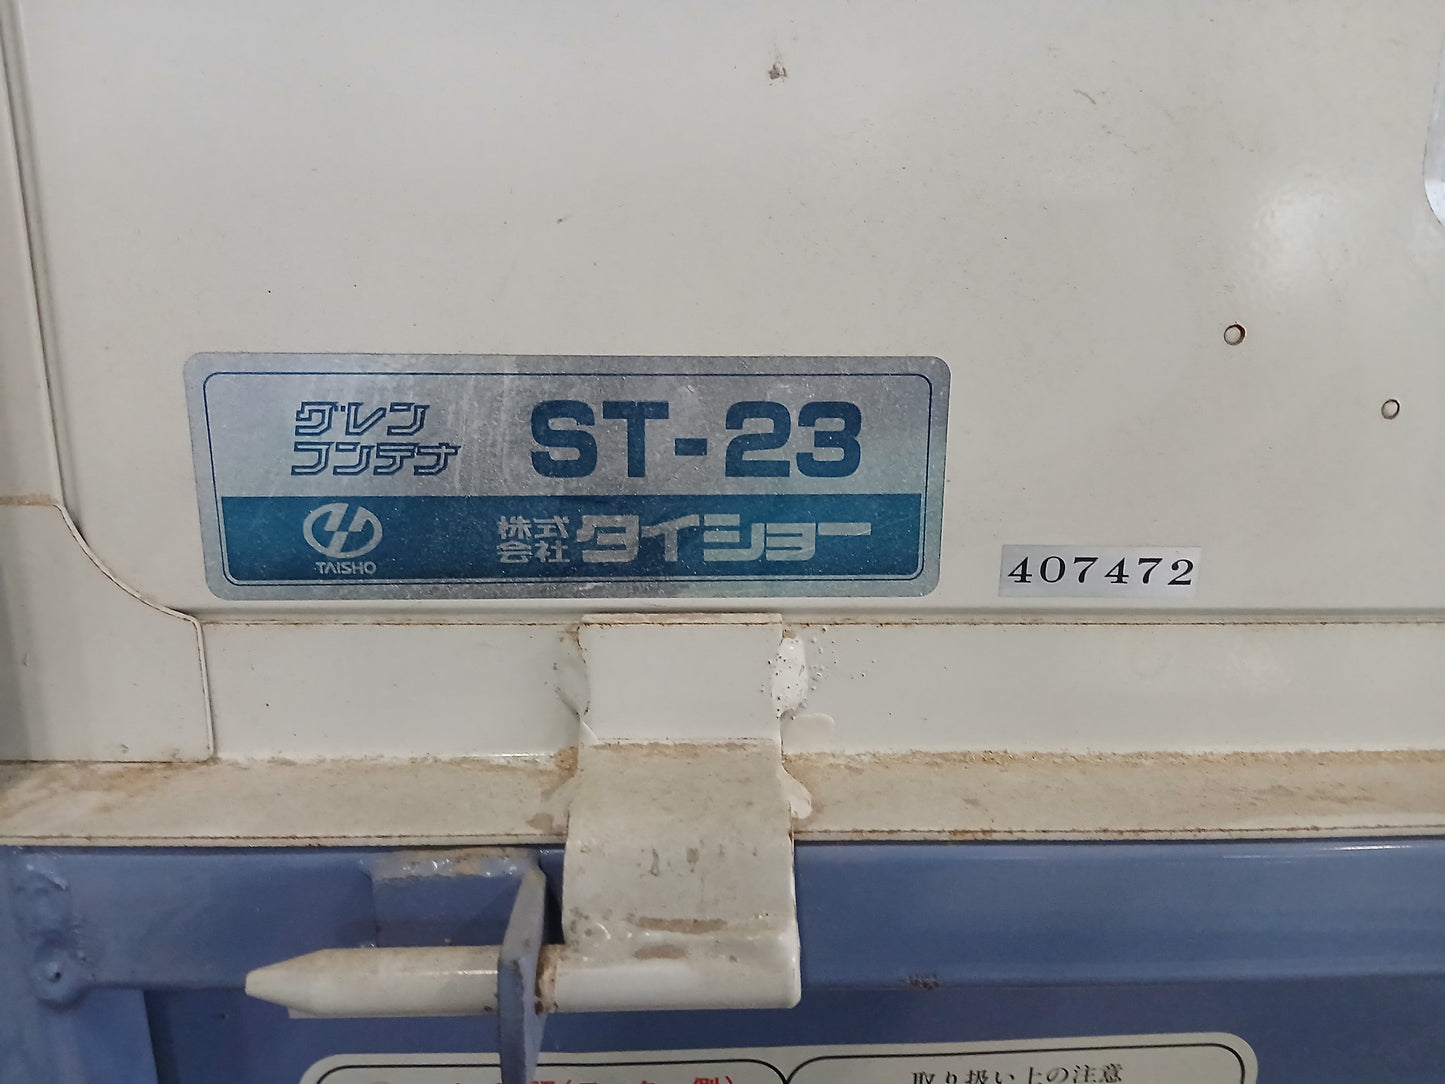 グレン
コンテナ
ST-23
TAISHO
株式
会社
タイショー
407472
取り扱い上の注意